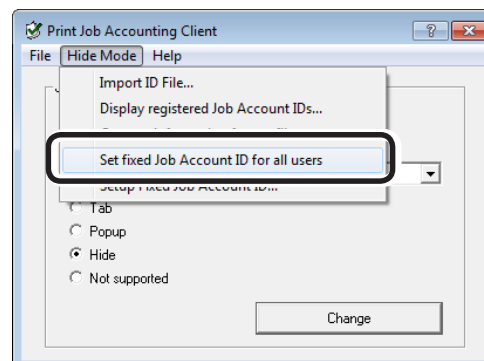 Print Job Accounting Client
File Hide Mode Help
Import ID File...
Display registered Job Account IDs...
Set fixed Job Account ID for all users
Setup Fixed Job Account ID...
Tab
Popup
Hide
Not supported
Change